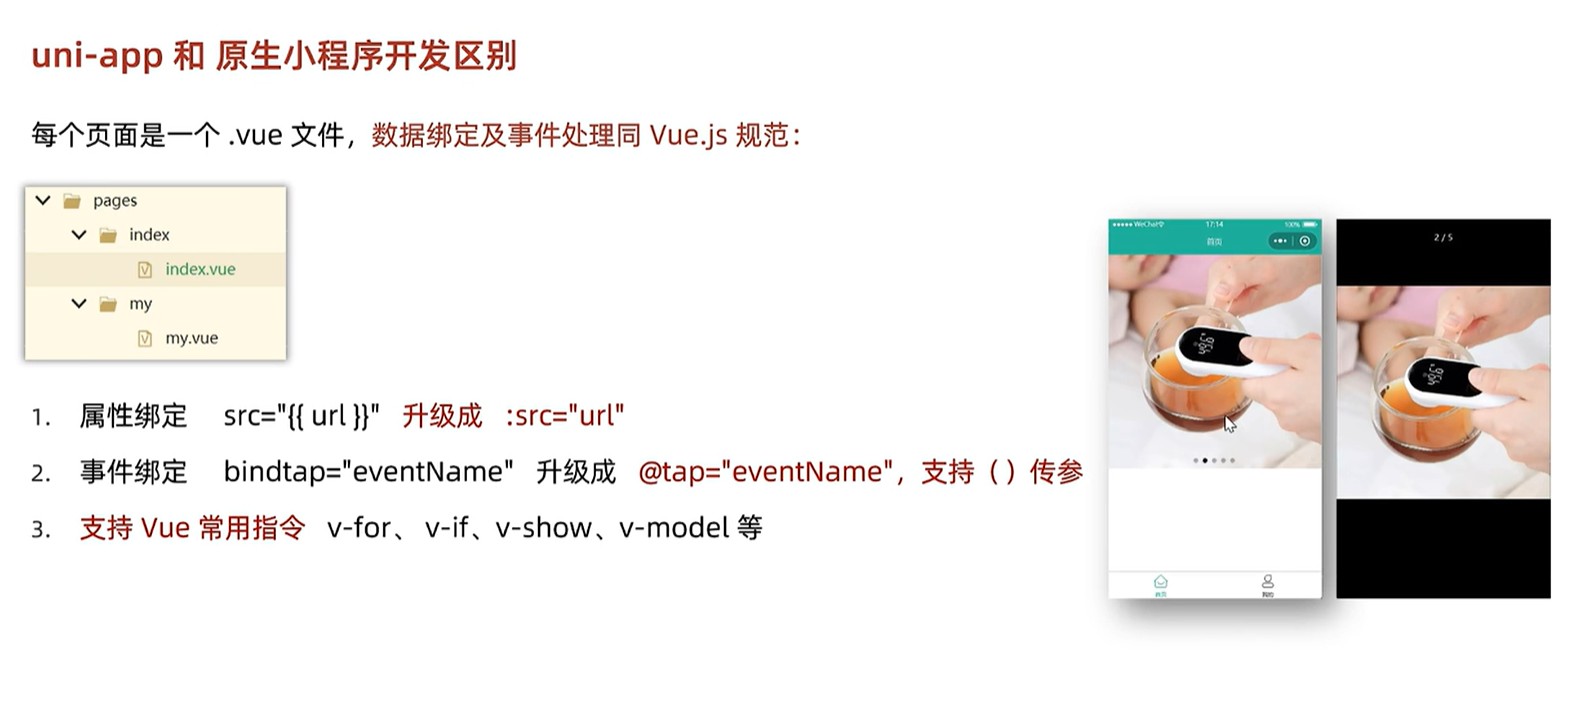 uni-app 和 原生小程序开发区别
每个页面是一个 .vue 文件，数据绑定及事件处理同 Vue.js 规范：
pages
index
index.vue
my
my.vue
1. 属性绑定 src="{{ url }}" 升级成 :src="url"
2. 事件绑定 bindtap="eventName" 升级成 @tap="eventName"，支持（）传参
3. 支持 Vue 常用指令 v-for、 v-if、v-show、v-model 等
WeChat 17:14 100%
首页
首页 我的
2 / 5